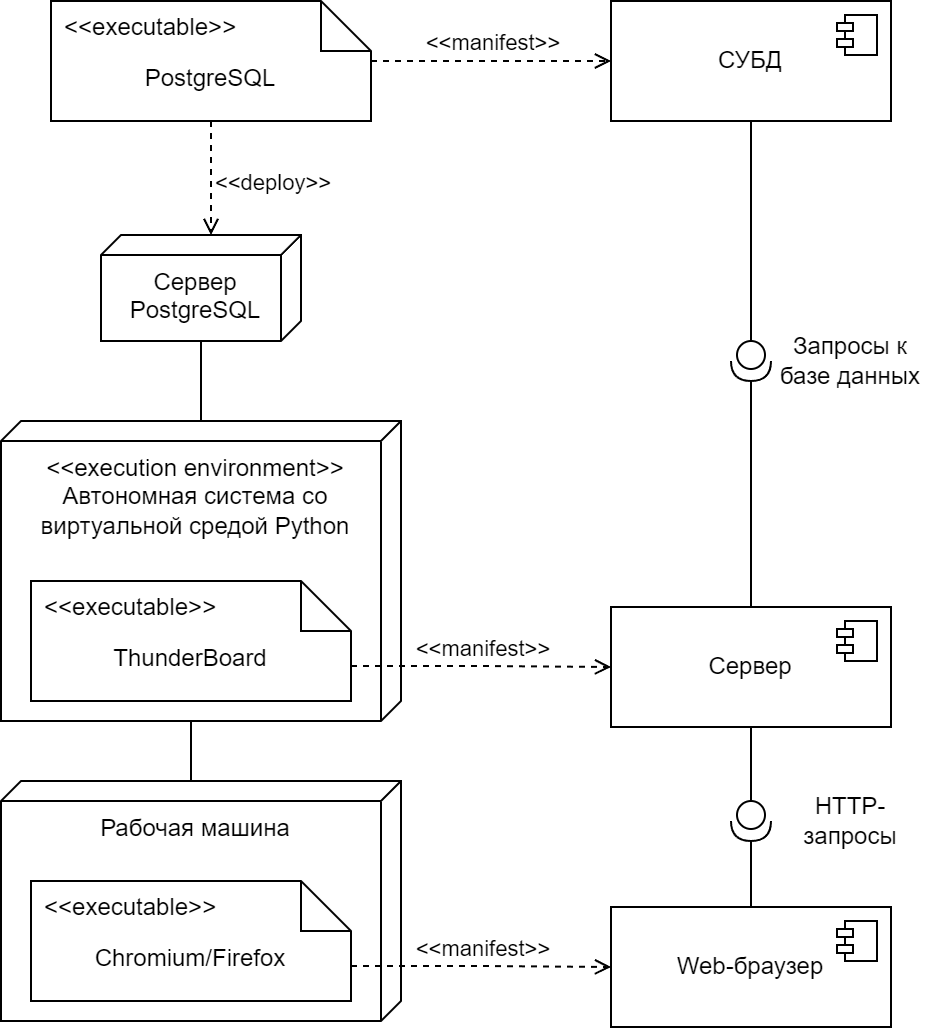 <<executable>>
PostgreSQL
<<manifest>>
СУБД
<<deploy>>
Сервер
PostgreSQL
Запросы к
базе данных
<<execution environment>>
Автономная система со
виртуальной средой Python
<<executable>>
ThunderBoard
<<manifest>>
Сервер
HTTP-
запросы
Рабочая машина
<<executable>>
Chromium/Firefox
<<manifest>>
Web-браузер